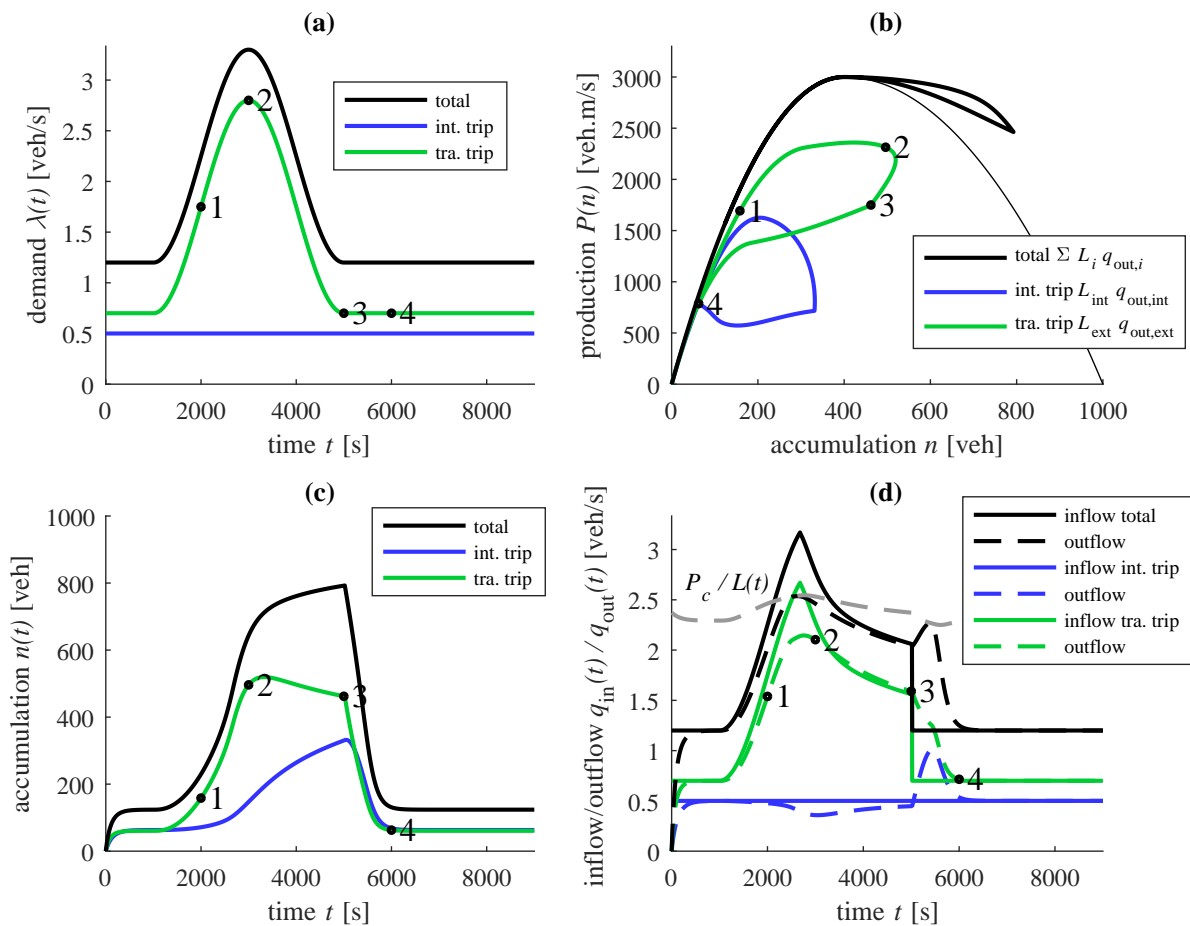 (a)
demand λ(t) [veh/s]
3
2.5
2
1.5
1
0.5
0
total
int. trip
tra. trip
1
2
3
4
0 2000 4000 6000 8000
time t [s]
(b)
production P(n) [veh.m/s]
3000
2500
2000
1500
1000
500
0
1
2
3
4
total Σ L_i q_out,i
int. trip L_int q_out,int
tra. trip L_ext q_out,ext
0 200 400 600 800 1000
accumulation n [veh]
(c)
accumulation n(t) [veh]
1000
800
600
400
200
0
total
int. trip
tra. trip
1
2
3
4
0 2000 4000 6000 8000
time t [s]
(d)
inflow/outflow q_in(t) / q_out(t) [veh/s]
3
2.5
2
1.5
1
0.5
0
P_c / L(t)
inflow total
outflow
inflow int. trip
outflow
inflow tra. trip
outflow
1
2
3
4
0 2000 4000 6000 8000
time t [s]